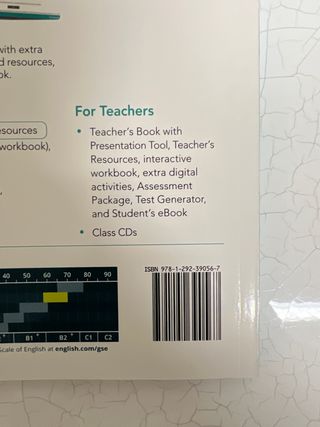 with extra
d resources,
ok.
esources
workbook),
For Teachers
• Teacher's Book with
Presentation Tool, Teacher's
Resources, interactive
workbook, extra digital
activities, Assessment
Package, Test Generator,
and Student's eBook
• Class CDs
40 50 60 70 80 90
B1+ B2+ C1 C2
Scale of English at english.com/gse
ISBN 978-1-292-39056-7